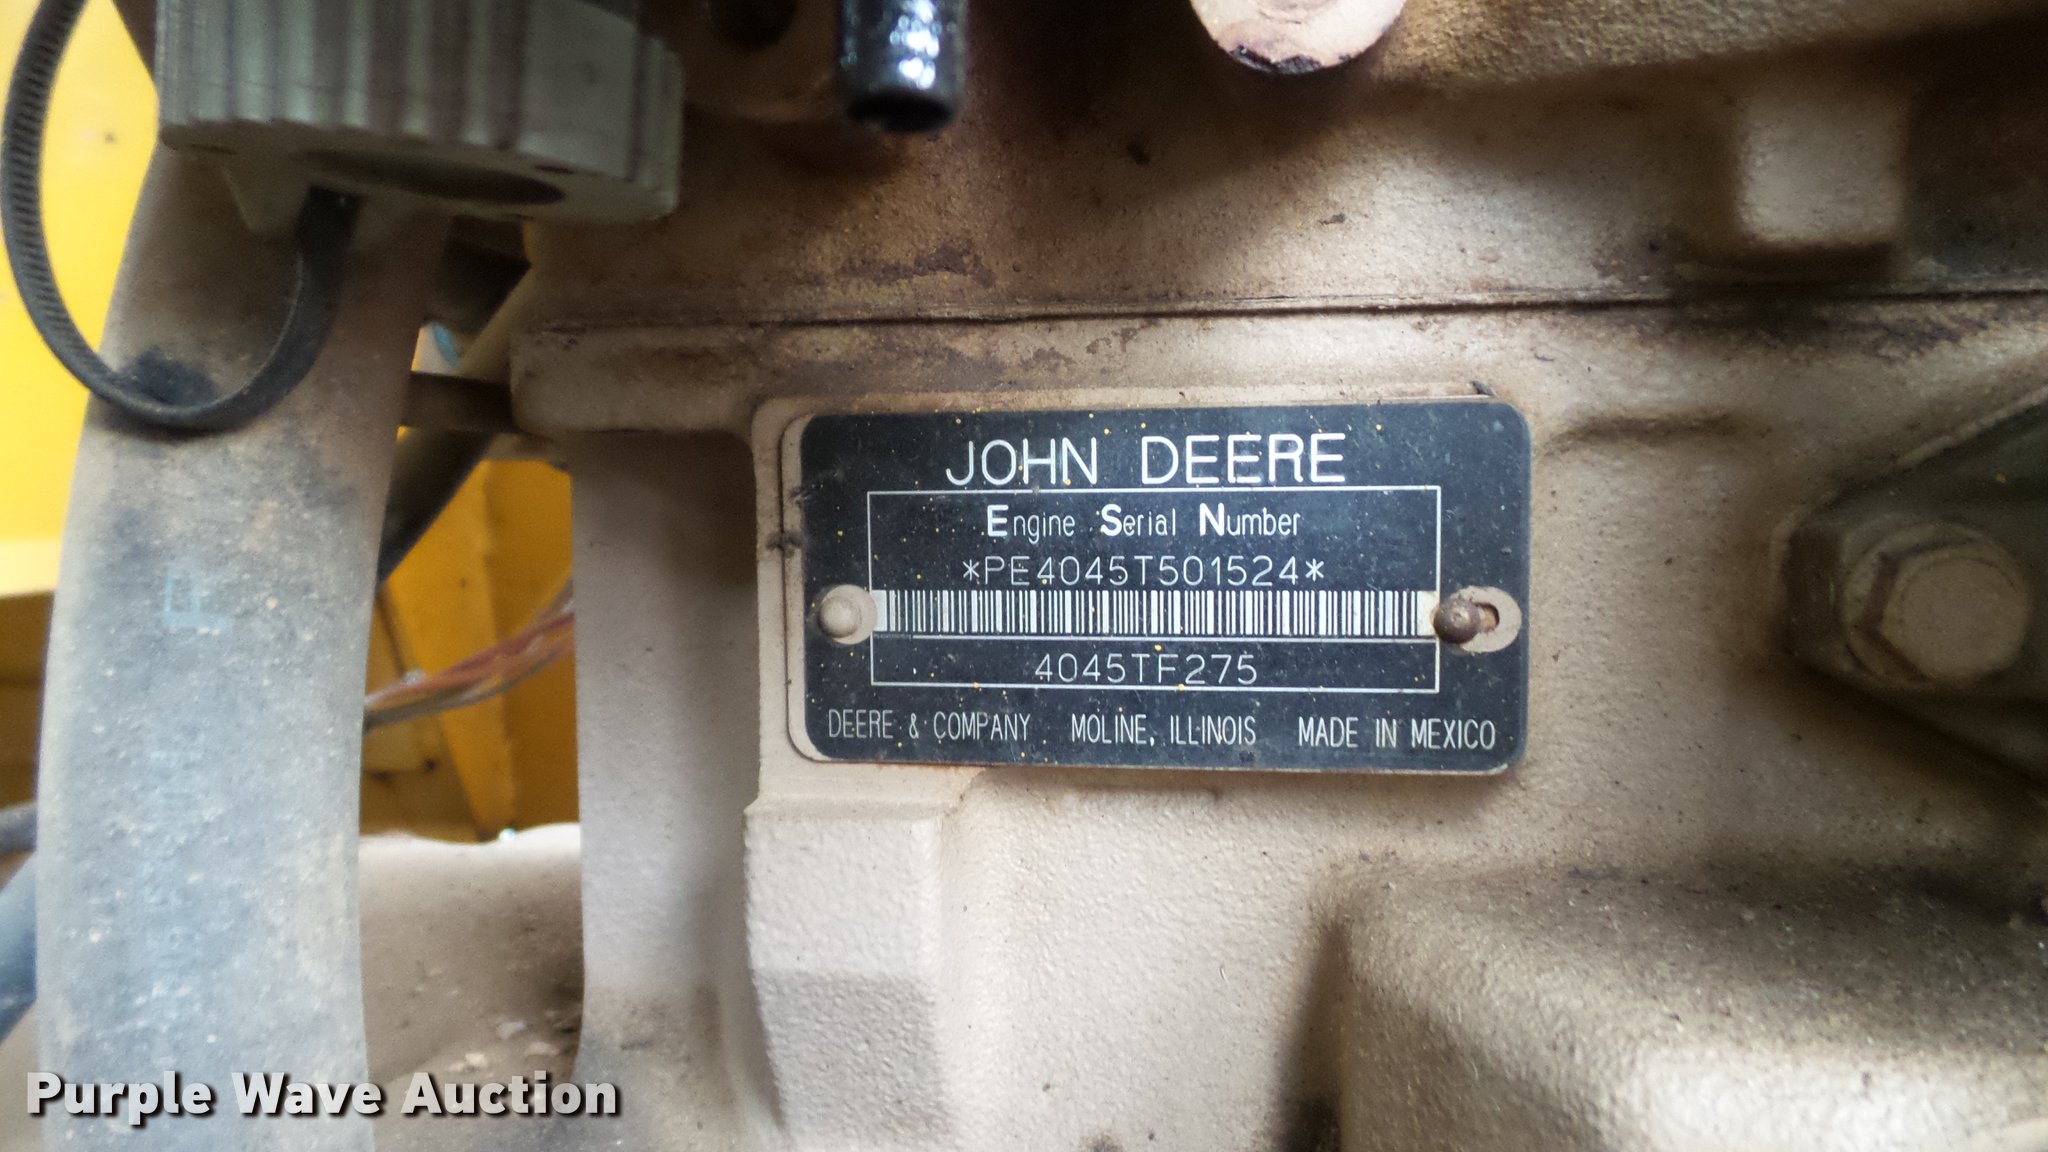 JOHN DEERE
Engine Serial Number
*PE4045T501524*
4045TF275
DEERE & COMPANY MOLINE, ILLINOIS MADE IN MEXICO
Purple Wave Auction